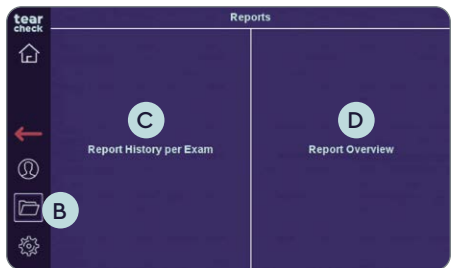 tear
check
Reports
C
D
Report History per Exam
Report Overview
B